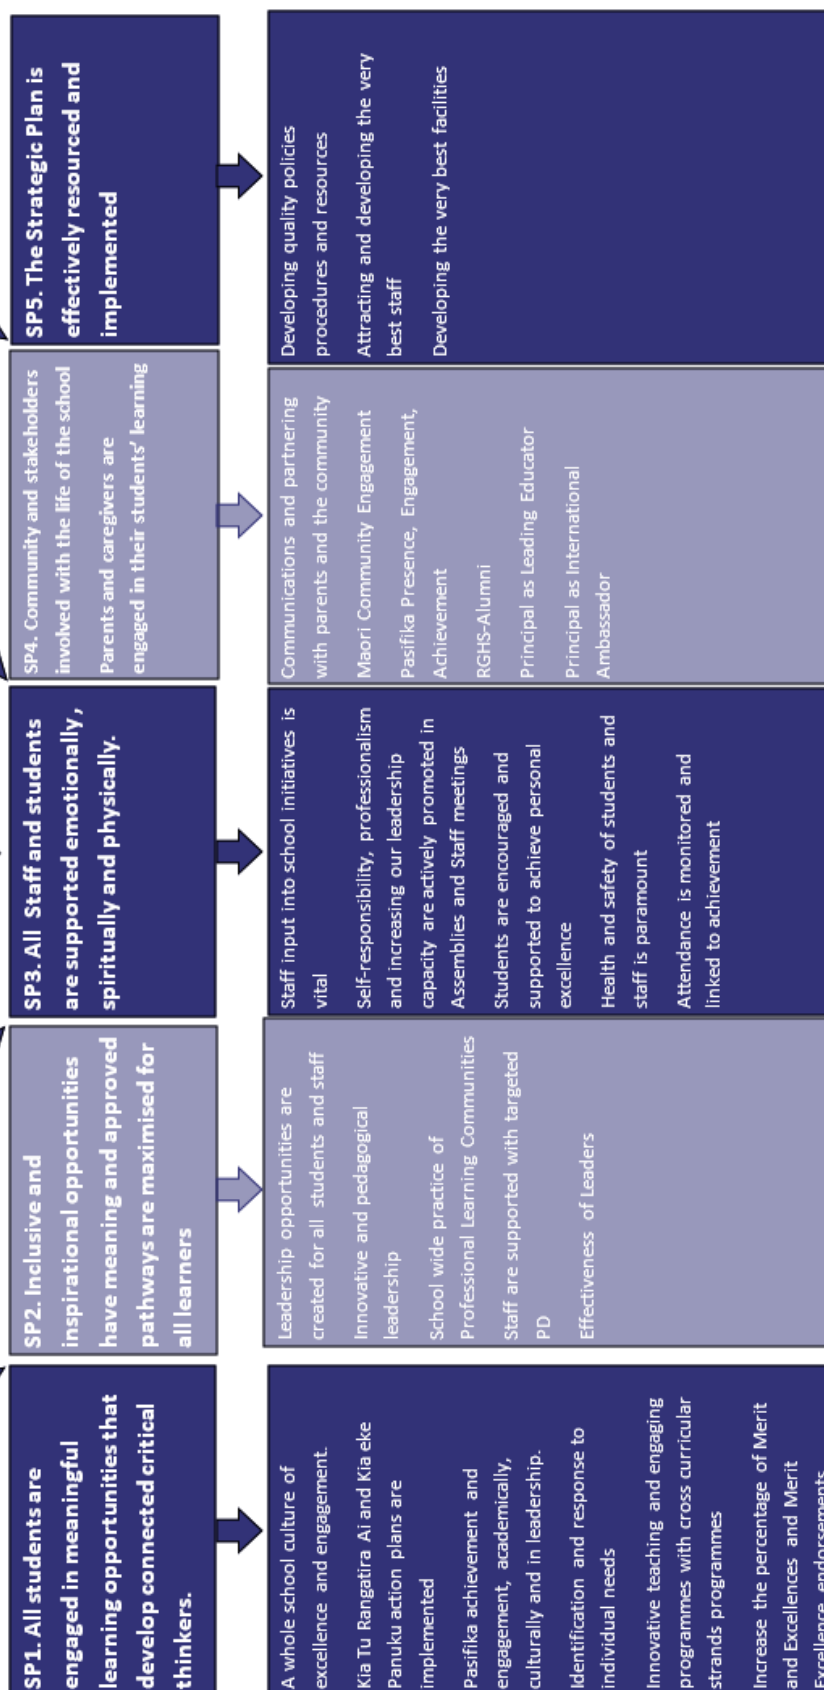 SP1. All students are
engaged in meaningful
learning opportunities that
develop connected critical
thinkers.
A whole school culture of
excellence and engagement.
Kia Tu Rangatira Ai and Kia eke
Panuku action plans are
implemented
Pasifika achievement and
engagement, academically,
culturally and in leadership.
Identification and response to
individual needs
Innovative teaching and engaging
programmes with cross curricular
strands programmes
Increase the percentage of Merit
and Excellences and Merit
Excellence endorsements
SP2. Inclusive and
inspirational opportunities
have meaning and approved
pathways are maximised for
all learners
Leadership opportunities are
created for all students and staff
Innovative and pedagogical
leadership
School wide practice of
Professional Learning Communities
Staff are supported with targeted
PD
Effectiveness of Leaders
SP3. All Staff and students
are supported emotionally,
spiritually and physically.
Staff input into school initiatives is
vital
Self-responsibility, professionalism
and increasing our leadership
capacity are actively promoted in
Assemblies and Staff meetings
Students are encouraged and
supported to achieve personal
excellence
Health and safety of students and
staff is paramount
Attendance is monitored and
linked to achievement
SP4. Community and stakeholders
involved with the life of the school
Parents and caregivers are
engaged in their students' learning
Communications and partnering
with parents and the community
Maori Community Engagement
Pasifika Presence, Engagement,
Achievement
RGHS-Alumni
Principal as Leading Educator
Principal as International
Ambassador
SP5. The Strategic Plan is
effectively resourced and
implemented
Developing quality policies
procedures and resources
Attracting and developing the very
best staff
Developing the very best facilities